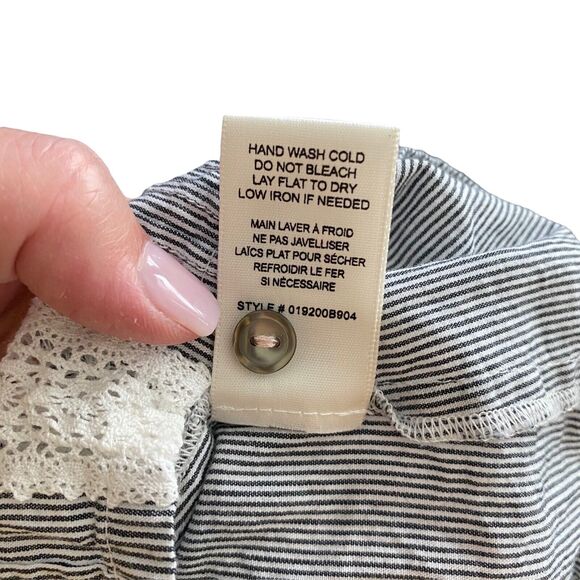 HAND WASH COLD
DO NOT BLEACH
LAY FLAT TO DRY
LOW IRON IF NEEDED
MAIN LAVER À FROID
NE PAS JAVELLISER
LAÏCS PLAT POUR SÉCHER
REFROIDIR LE FER
SI NÉCESSAIRE
STYLE # 019200B904